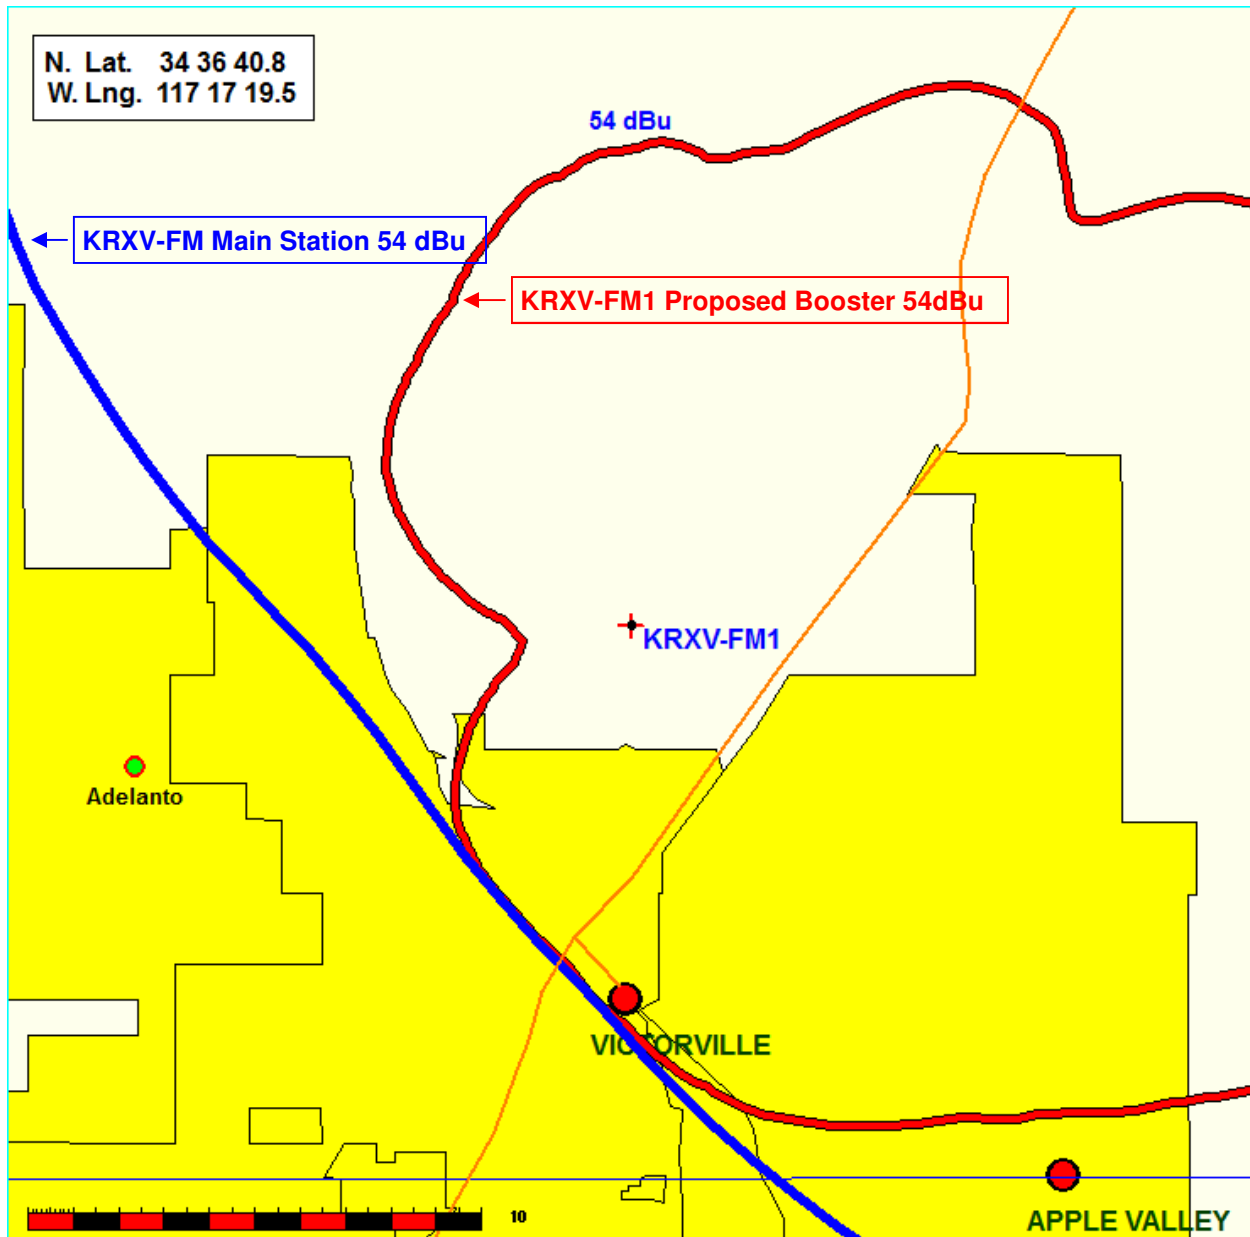 N. Lat. 34 36 40.8
W. Lng. 117 17 19.5
54 dBu
KRXV-FM Main Station 54 dBu
KRXV-FM1 Proposed Booster 54dBu
KRXV-FM1
Adelanto
VICTORVILLE
10
APPLE VALLEY